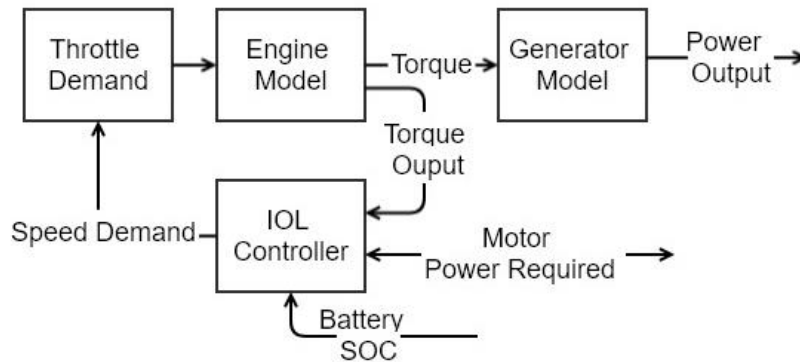 Throttle
Demand
Engine
Model
Torque
Generator
Model
Power
Output
Torque
Ouput
Speed Demand
IOL
Controller
Motor
Power Required
Battery
SOC